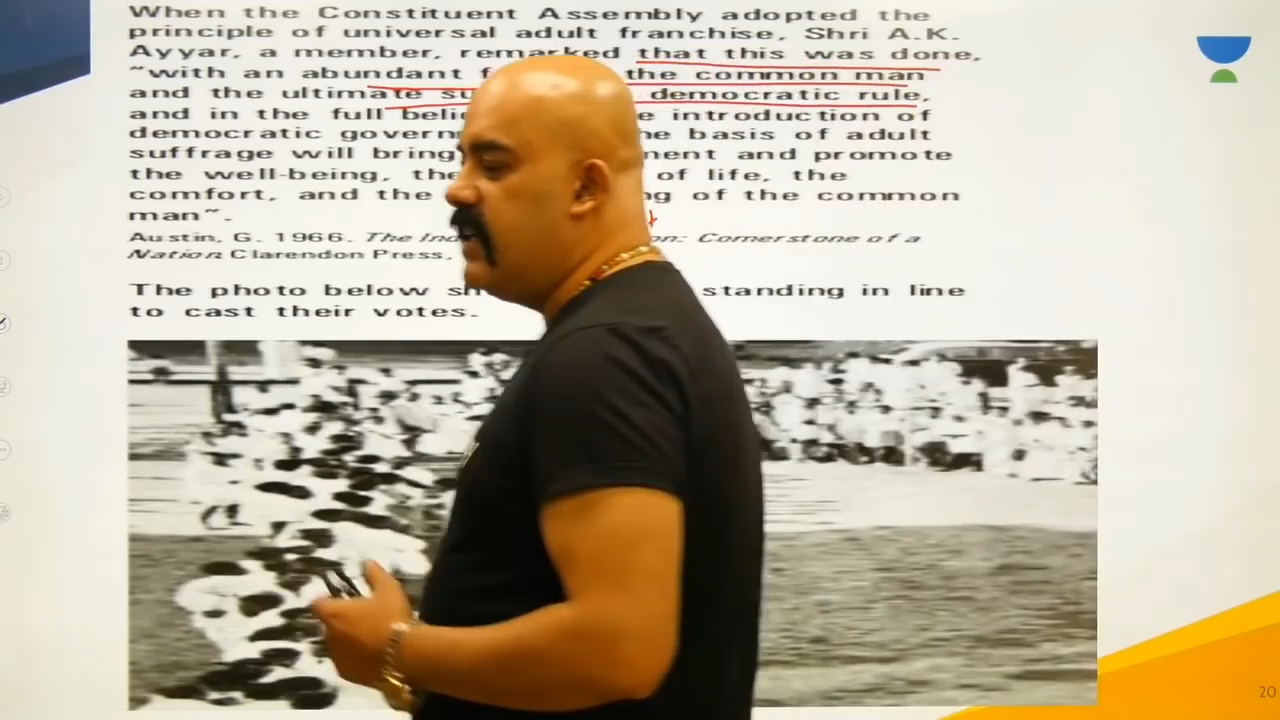 When the Constituent Assembly adopted the
principle of universal adult franchise, Shri A.K.
Ayyar, a member, remarked that this was done,
"with an abundant the common man
and the ultimate democratic rule,
and in the full introduction of
democratic basis of adult
suffrage will bring and promote
the well-being, the of life, the
comfort, and the of the common
man".
Austin, G. 1966. The Cornerstone of a
Nation Clarendon Press,
The photo below standing in line
to cast their votes.
20